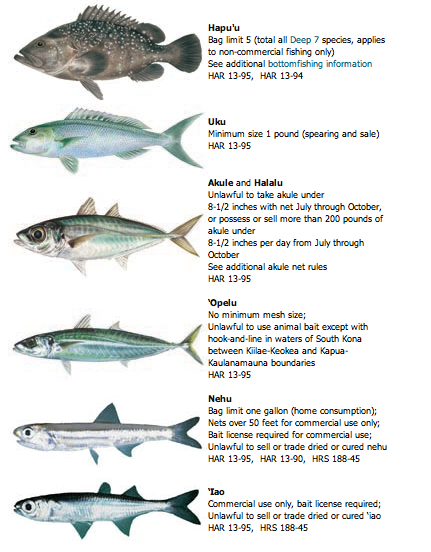 Hapu'u
Bag limit 5 (total all Deep 7 species, applies
to non-commercial fishing only)
See additional bottomfishing information
HAR 13-95,  HAR 13-94
Uku
Minimum size 1 pound (spearing and sale)
HAR 13-95
Akule and Halalu
Unlawful to take akule under
8-1/2 inches with net July through October,
or possess or sell more than 200 pounds of
akule under
8-1/2 inches per day from July through
October
See additional akule net rules
HAR 13-95
'Opelu
No minimum mesh size;
Unlawful to use animal bait except with
hook-and-line in waters of South Kona
between Kiilae-Keokea and Kapua-
Kaulanamauna boundaries
HAR 13-95
Nehu
Bag limit one gallon (home consumption);
Nets over 50 feet for commercial use only;
Bait license required for commercial use;
Unlawful to sell or trade dried or cured nehu
HAR 13-95,  HAR 13-90,  HRS 188-45
'Iao
Commercial use only, bait license required;
Unlawful to sell or trade dried or cured 'iao
HAR 13-95,  HRS 188-45